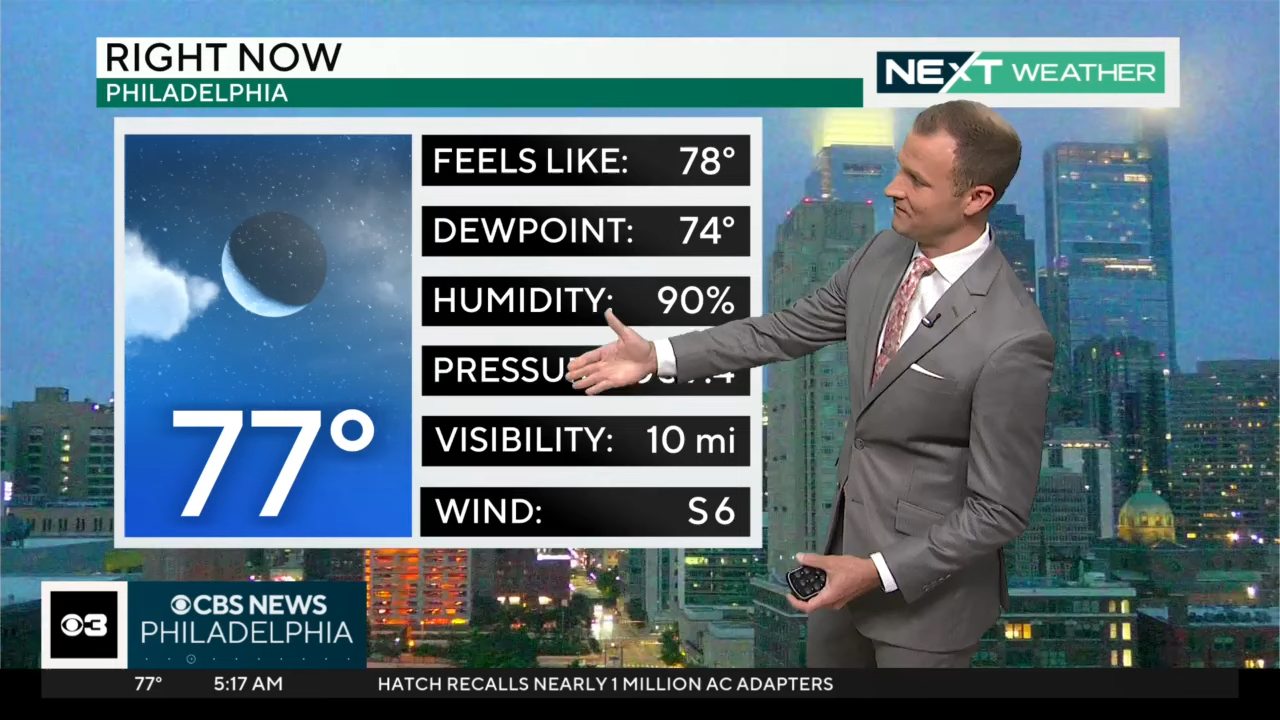 RIGHT NOW
PHILADELPHIA
NEXT WEATHER
FEELS LIKE: 78°
DEWPOINT: 74°
HUMIDITY: 90%
VISIBILITY: 10 mi
WIND: S 6
77°
3
CBS NEWS
PHILADELPHIA
77° 5:17 AM HATCH RECALLS NEARLY 1 MILLION AC ADAPTERS